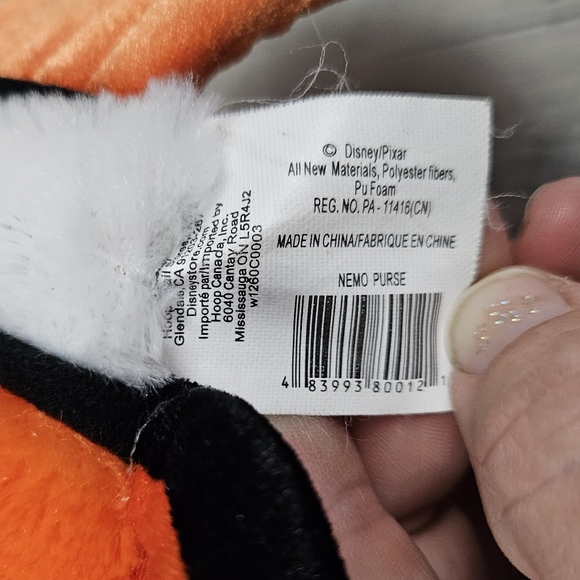 © Disney/Pixar
All New Materials, Polyester fibers,
Pu Foam
REG. NO. PA - 11416(CN)
MADE IN CHINA/FABRIQUE EN CHINE
NEMO PURSE
4 83993 80012 1
Glendale, CA
Disneystore.com
Importé par/Imported by
Hoop Canada, Inc.
6040 Cantay Road
Mississauga ON L5R4J2
w1260C0003